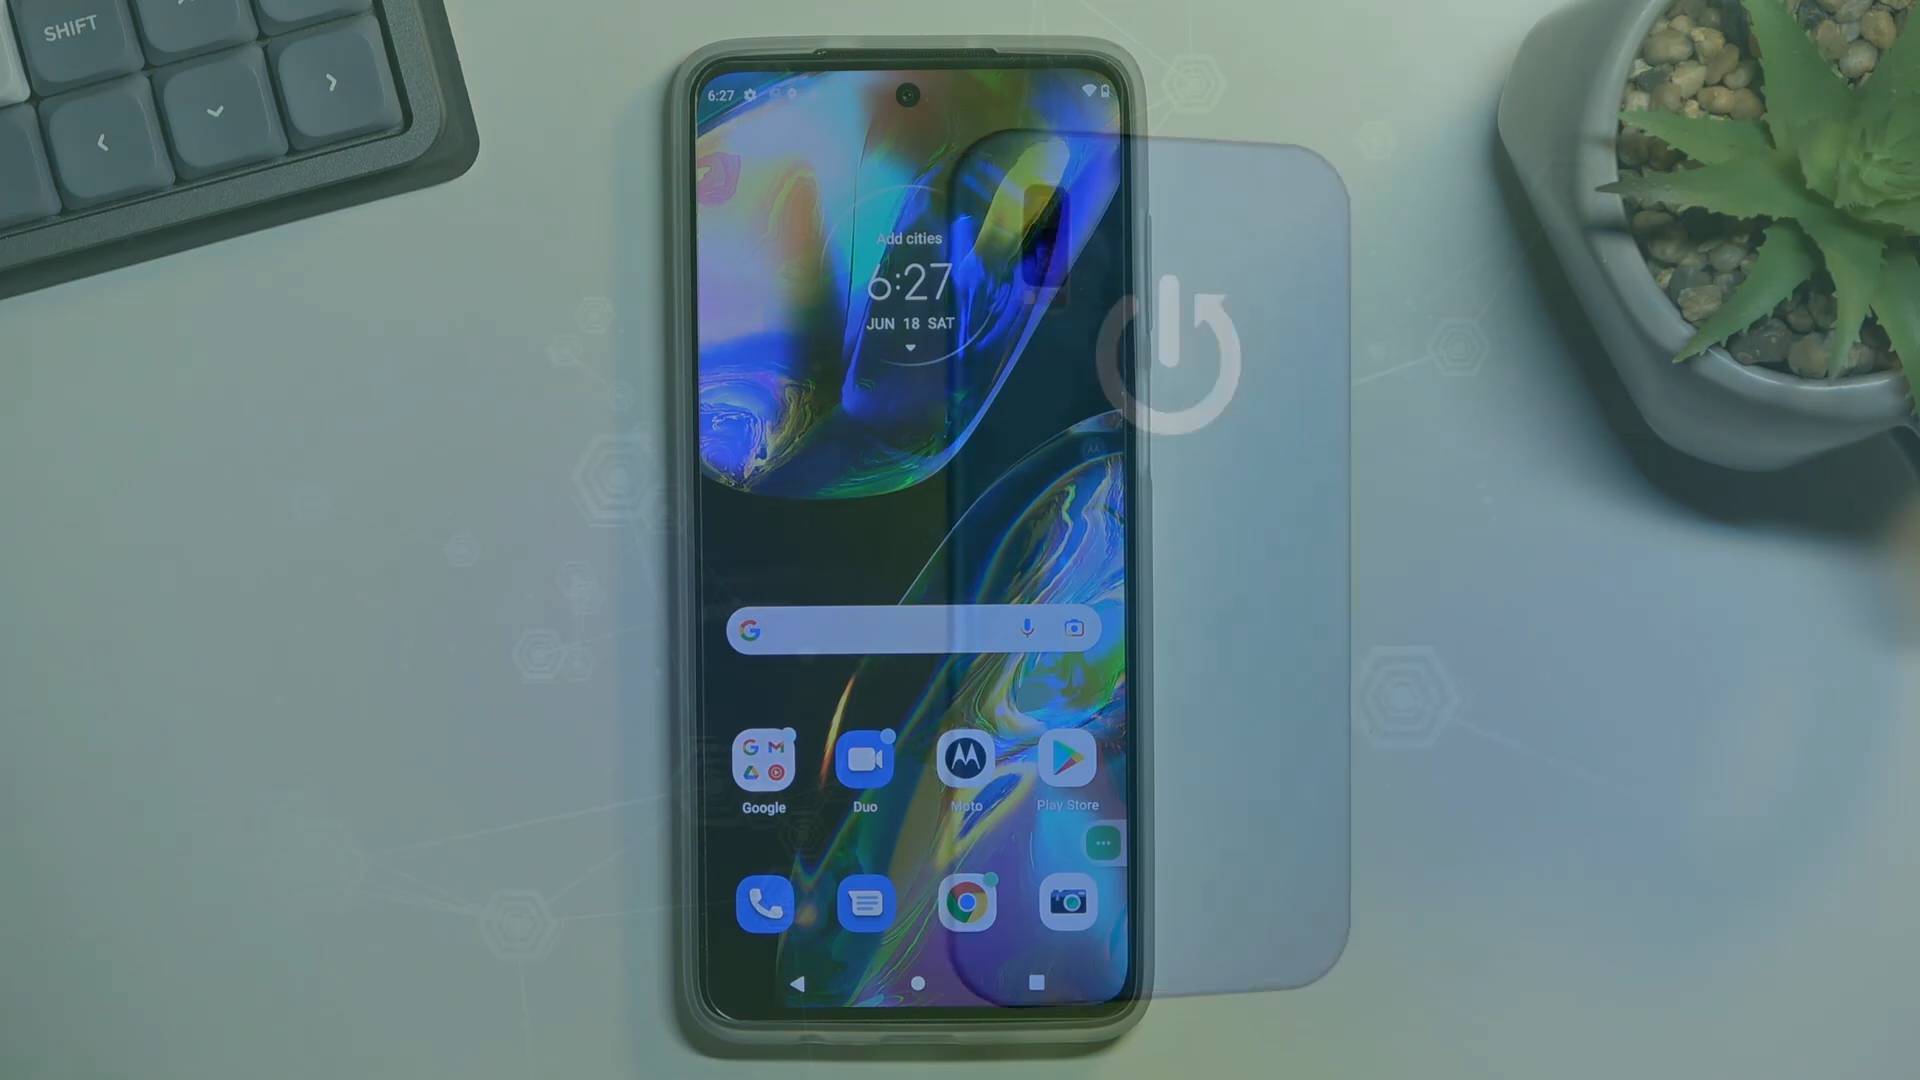 SHIFT
6:27
Add cities
6:27
JUN 18 SAT
Google
Duo
Moto
Play Store